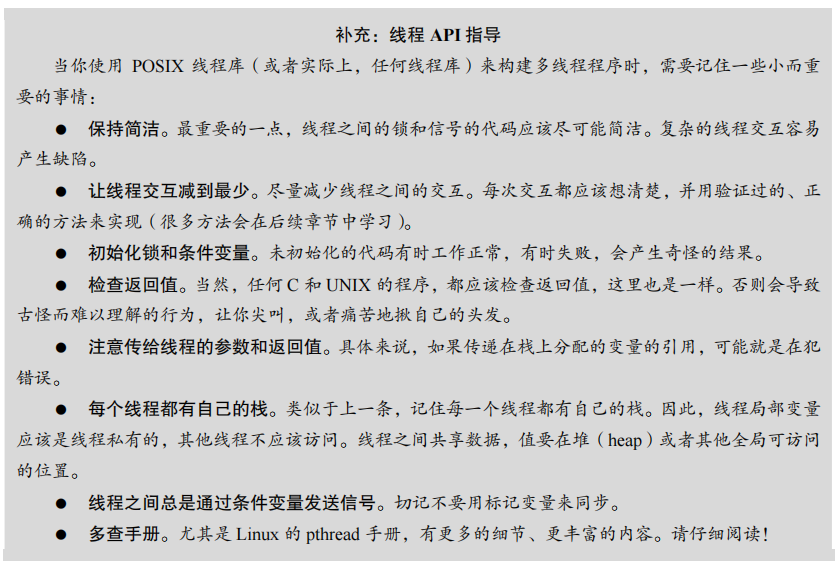 补充：线程 API 指导
当你使用 POSIX 线程库（或者实际上，任何线程库）来构建多线程程序时，需要记住一些小而重
要的事情：
● 保持简洁。最重要的一点，线程之间的锁和信号的代码应该尽可能简洁。复杂的线程交互容易
产生缺陷。
● 让线程交互减到最少。尽量减少线程之间的交互。每次交互都应该想清楚，并用验证过的、正
确的方法来实现（很多方法会在后续章节中学习）。
● 初始化锁和条件变量。未初始化的代码有时工作正常，有时失败，会产生奇怪的结果。
● 检查返回值。当然，任何 C 和 UNIX 的程序，都应该检查返回值，这里也是一样。否则会导致
古怪而难以理解的行为，让你尖叫，或者痛苦地揪自己的头发。
● 注意传给线程的参数和返回值。具体来说，如果传递在栈上分配的变量的引用，可能就是在犯
错误。
● 每个线程都有自己的栈。类似于上一条，记住每一个线程都有自己的栈。因此，线程局部变量
应该是线程私有的，其他线程不应该访问。线程之间共享数据，值要在堆（heap）或者其他全局可访问
的位置。
● 线程之间总是通过条件变量发送信号。切记不要用标记变量来同步。
● 多查手册。尤其是 Linux 的 pthread 手册，有更多的细节、更丰富的内容。请仔细阅读！